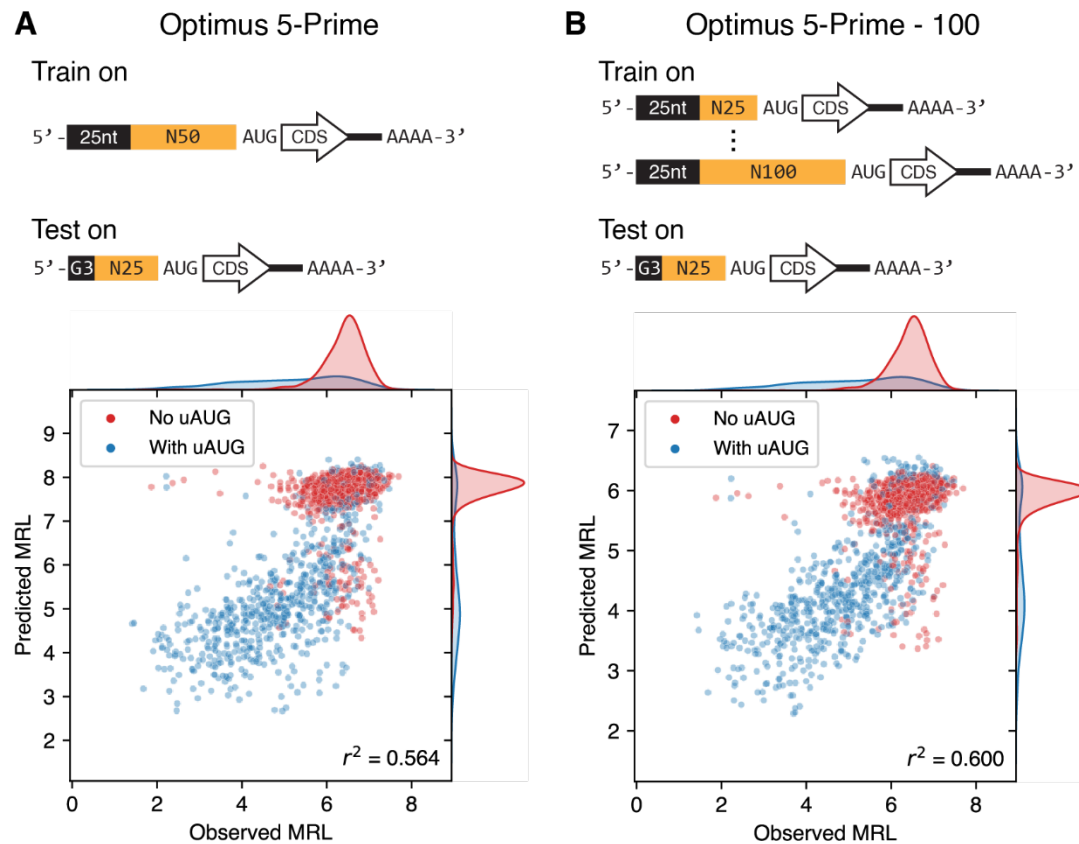 A Optimus 5-Prime
Train on
5’ - 25nt N50 AUG CDS AAAA-3’
Test on
5’ - G3 N25 AUG CDS AAAA-3’
No uAUG
With uAUG
9
8
7
6
5
4
3
2
Predicted MRL
r² = 0.564
0 2 4 6 8
Observed MRL
B Optimus 5-Prime - 100
Train on
5’ - 25nt N25 AUG CDS AAAA-3’
⋮
5’ - 25nt N100 AUG CDS AAAA-3’
Test on
5’ - G3 N25 AUG CDS AAAA-3’
No uAUG
With uAUG
7
6
5
4
3
2
Predicted MRL
r² = 0.600
0 2 4 6 8
Observed MRL